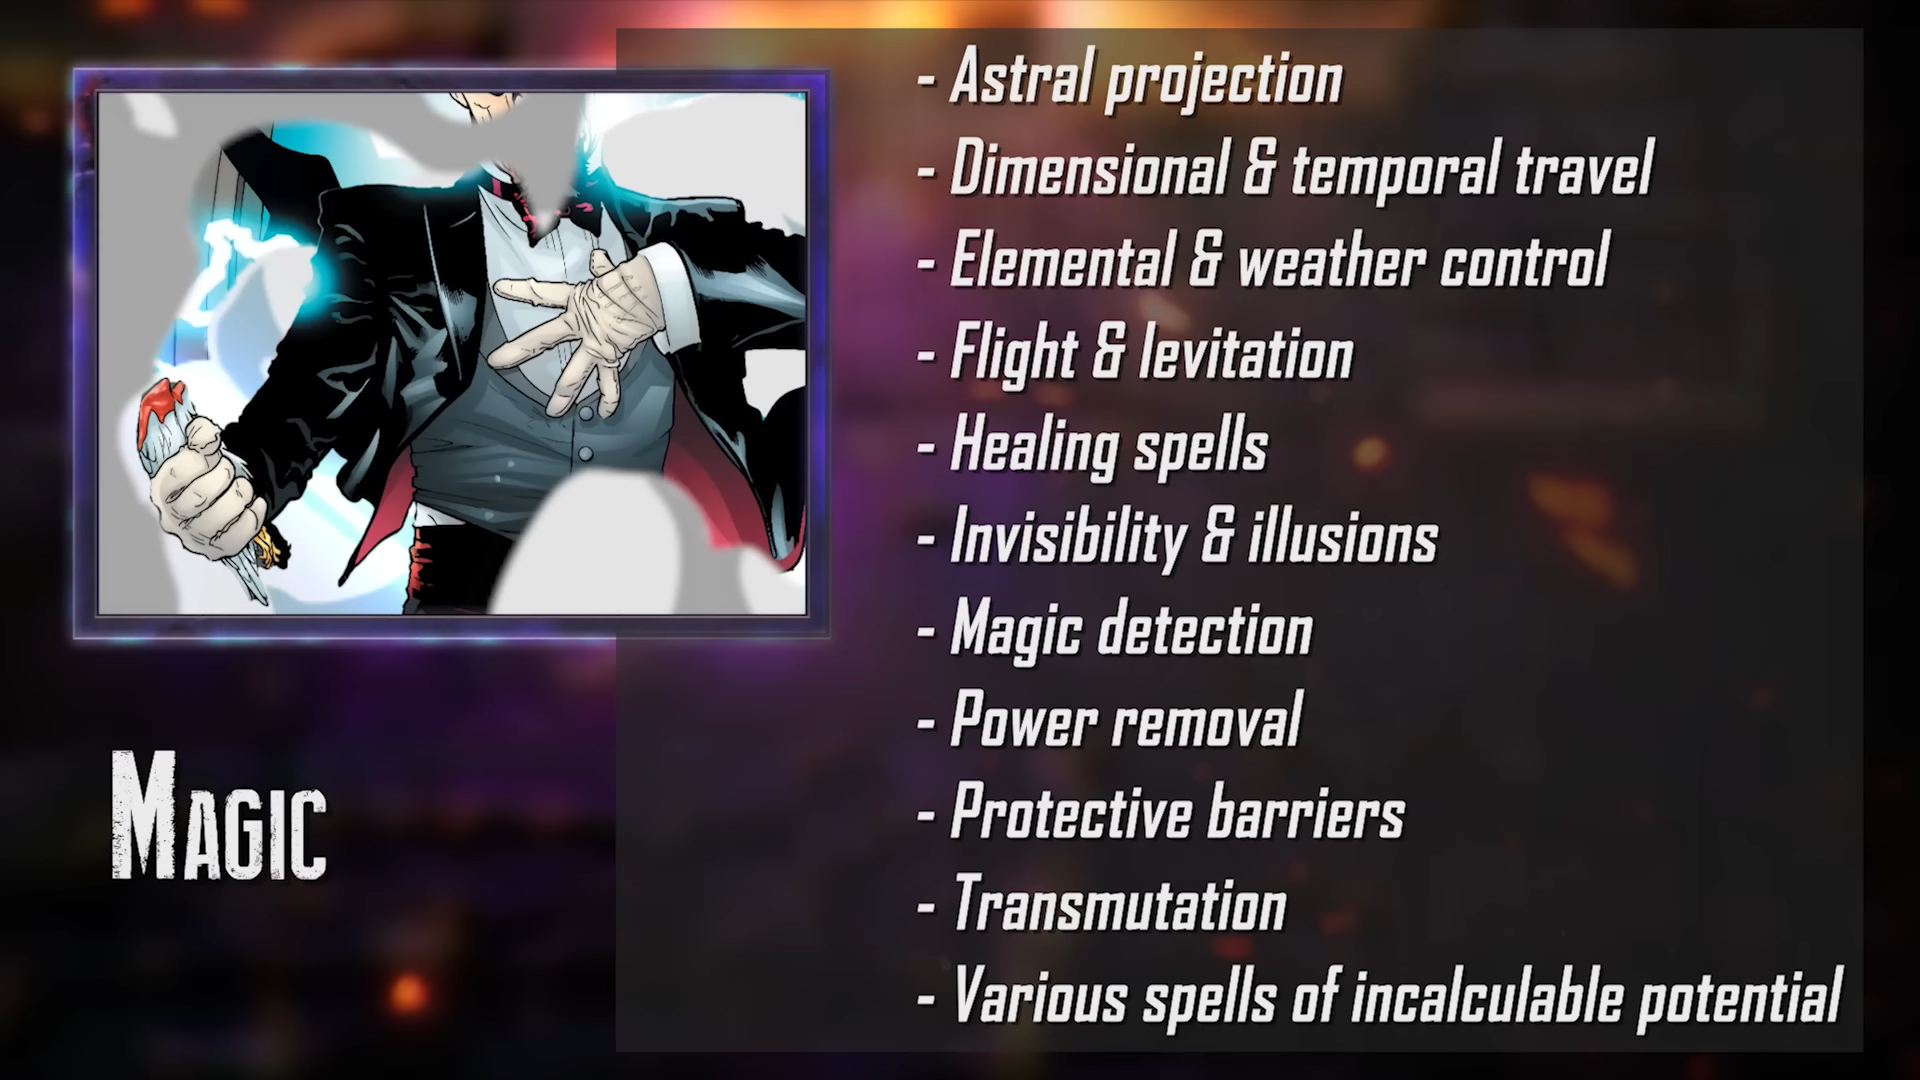 - Astral projection
- Dimensional & temporal travel
- Elemental & weather control
- Flight & levitation
- Healing spells
- Invisibility & illusions
- Magic detection
- Power removal
- Protective barriers
- Transmutation
- Various spells of incalculable potential
Magic